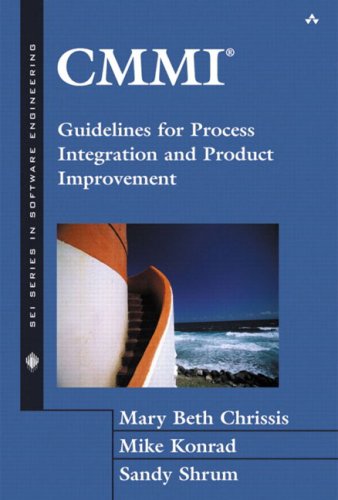 CMMI®
Guidelines for Process
Integration and Product
Improvement
SEI SERIES IN SOFTWARE ENGINEERING
Mary Beth Chrissis
Mike Konrad
Sandy Shrum